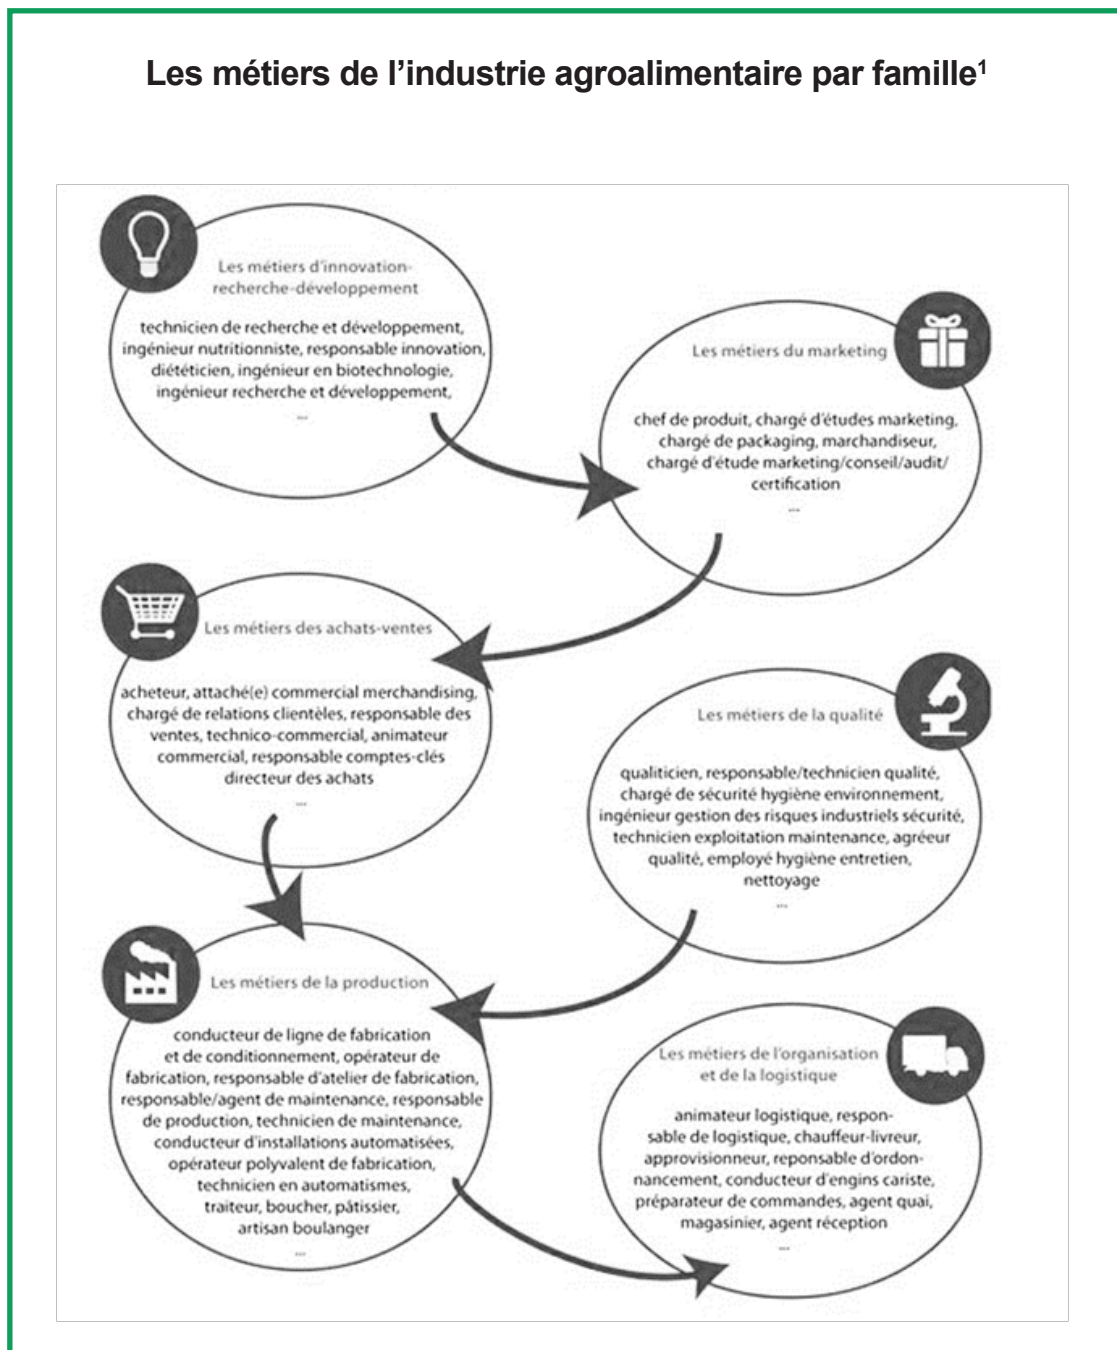 Les métiers de l’industrie agroalimentaire par famille¹
Les métiers d'innovation-
recherche-développement
technicien de recherche et développement,
ingénieur nutritionniste, responsable innovation,
diététicien, ingénieur en biotechnologie,
ingénieur recherche et développement,
...
Les métiers du marketing
chef de produit, chargé d'études marketing,
chargé de packaging, marchandiseur,
chargé d'étude marketing/conseil/audit/
certification
...
Les métiers des achats-ventes
acheteur, attaché(e) commercial merchandising,
chargé de relations clientèles, responsable des
ventes, technico-commercial, animateur
commercial, responsable comptes-clés
directeur des achats
...
Les métiers de la qualité
qualiticien, responsable/technicien qualité,
chargé de sécurité hygiène environnement,
ingénieur gestion des risques industriels sécurité,
technicien exploitation maintenance, agréeur
qualité, employé hygiène entretien,
nettoyage
...
Les métiers de la production
conducteur de ligne de fabrication
et de conditionnement, opérateur de
fabrication, responsable d'atelier de fabrication,
responsable/agent de maintenance, responsable
de production, technicien de maintenance,
conducteur d'installations automatisées,
opérateur polyvalent de fabrication,
technicien en automatismes,
traiteur, boucher, pâtissier,
artisan boulanger
...
Les métiers de l'organisation
et de la logistique
animateur logistique, respon-
sable de logistique, chauffeur-livreur,
approvisionneur, reponsable d'ordon-
nancement, conducteur d'engins cariste,
préparateur de commandes, agent quai,
magasinier, agent réception
...